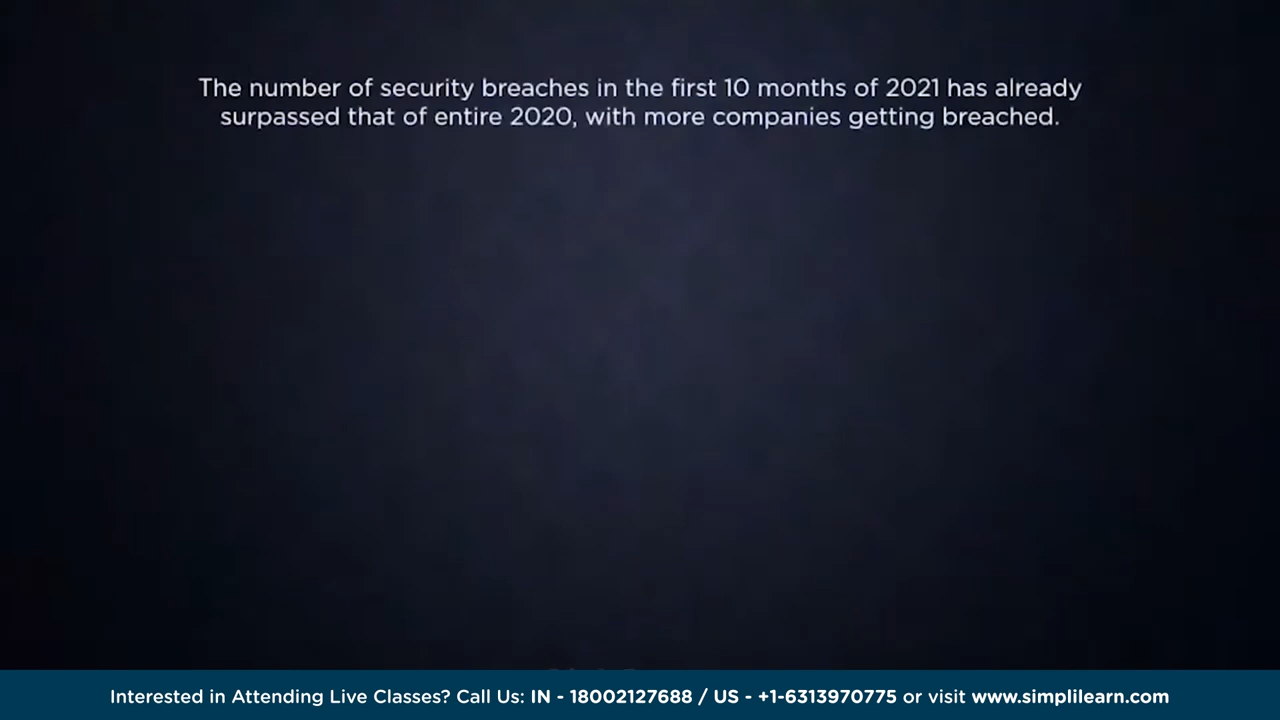 The number of security breaches in the first 10 months of 2021 has already
surpassed that of entire 2020, with more companies getting breached.
Interested in Attending Live Classes? Call Us: IN - 18002127688 / US - +1-6313970775 or visit www.simplilearn.com